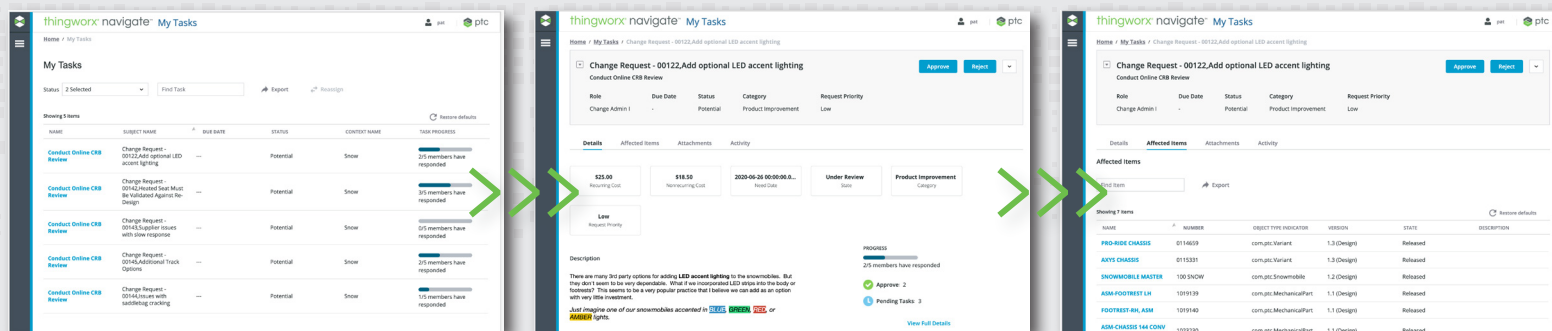 thingworx navigate™ My Tasks
pat
ptc
Home / My Tasks
My Tasks
Status 2 Selected
Find Task
Export
Reassign
Showing 5 items
Restore defaults
NAME
SUBJECT NAME
DUE DATE
STATUS
CONTEXT NAME
TASK PROGRESS
Conduct Online CRB
Review
Change Request -
00122,Add optional LED
accent lighting
---
Potential
Snow
2/5 members have
responded
Conduct Online CRB
Review
Change Request -
00142,Heated Seat Must
Be Validated Against Re-
Design
---
Potential
Snow
3/5 members have
responded
Conduct Online CRB
Review
Change Request -
00143,Supplier issues
with slow response
---
Potential
Snow
0/5 members have
responded
Conduct Online CRB
Review
Change Request -
00145,Additional Track
Options
---
Potential
Snow
2/5 members have
responded
Conduct Online CRB
Review
Change Request -
00144,Issues with
saddlebag cracking
---
Potential
Snow
1/5 members have
responded
thingworx navigate™ My Tasks
pat
ptc
Home / My Tasks / Change Request - 00122,Add optional LED accent lighting
Change Request - 00122,Add optional LED accent lighting
Approve
Reject
Conduct Online CRB Review
Role
Due Date
Status
Category
Request Priority
Change Admin I
-
Potential
Product Improvement
Low
Details
Affected Items
Attachments
Activity
$25.00
Recurring Cost
$18.50
Nonrecurring Cost
2020-06-26 00:00:00.0...
Need Date
Under Review
State
Product Improvement
Category
Low
Request Priority
Description
There are many 3rd party options for adding LED accent lighting to the snowmobiles. But
they don't seem to be very dependable. What if we incorporated LED strips into the body or
footrests? This seems to be a very popular practice that I believe we can add as an option
with very little investment.
Just imagine one of our snowmobiles accented in BLUE, GREEN, RED, or
AMBER lights.
PROGRESS
2/5 members have responded
Approve 2
Pending Tasks 3
View Full Details
thingworx navigate™ My Tasks
pat
ptc
Home / My Tasks / Change Request - 00122,Add optional LED accent lighting
Change Request - 00122,Add optional LED accent lighting
Approve
Reject
Conduct Online CRB Review
Role
Due Date
Status
Category
Request Priority
Change Admin I
-
Potential
Product Improvement
Low
Details
Affected Items
Attachments
Activity
Affected Items
Find Item
Export
Showing 7 items
Restore defaults
NAME
NUMBER
OBJECT TYPE INDICATOR
VERSION
STATE
DESCRIPTION
PRO-RIDE CHASSIS
0114659
com.ptc.Variant
1.3 (Design)
Released
AXYS CHASSIS
0115331
com.ptc.Variant
1.3 (Design)
Released
SNOWMOBILE MASTER
100 SNOW
com.ptc.Snowmobile
1.2 (Design)
Released
ASM-FOOTREST LH
1019139
com.ptc.MechanicalPart
1.1 (Design)
Released
FOOTREST-RH, ASM
1019140
com.ptc.MechanicalPart
1.1 (Design)
Released
ASM-CHASSIS 144 CONV
com.ptc.MechanicalPart
1.1 (Design)
Released